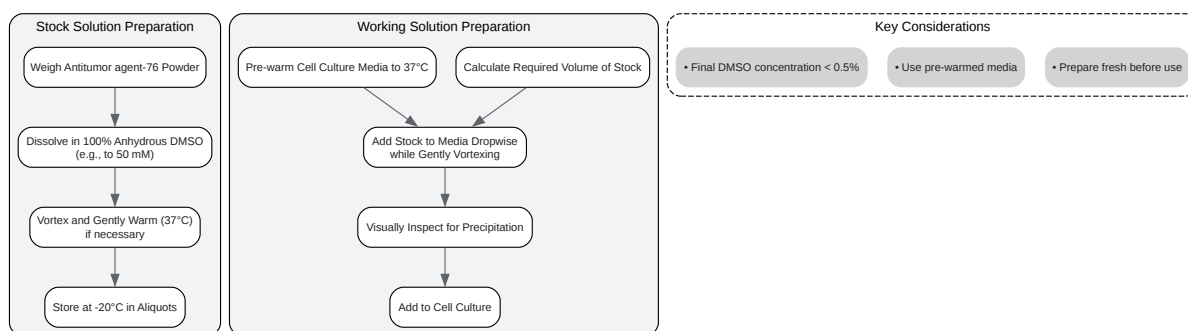 Stock Solution Preparation
Weigh Antitumor agent-76 Powder
Dissolve in 100% Anhydrous DMSO
(e.g., to 50 mM)
Vortex and Gently Warm (37°C)
if necessary
Store at -20°C in Aliquots
Working Solution Preparation
Pre-warm Cell Culture Media to 37°C
Calculate Required Volume of Stock
Add Stock to Media Dropwise
while Gently Vortexing
Visually Inspect for Precipitation
Add to Cell Culture
Key Considerations
• Final DMSO concentration < 0.5%
• Use pre-warmed media
• Prepare fresh before use